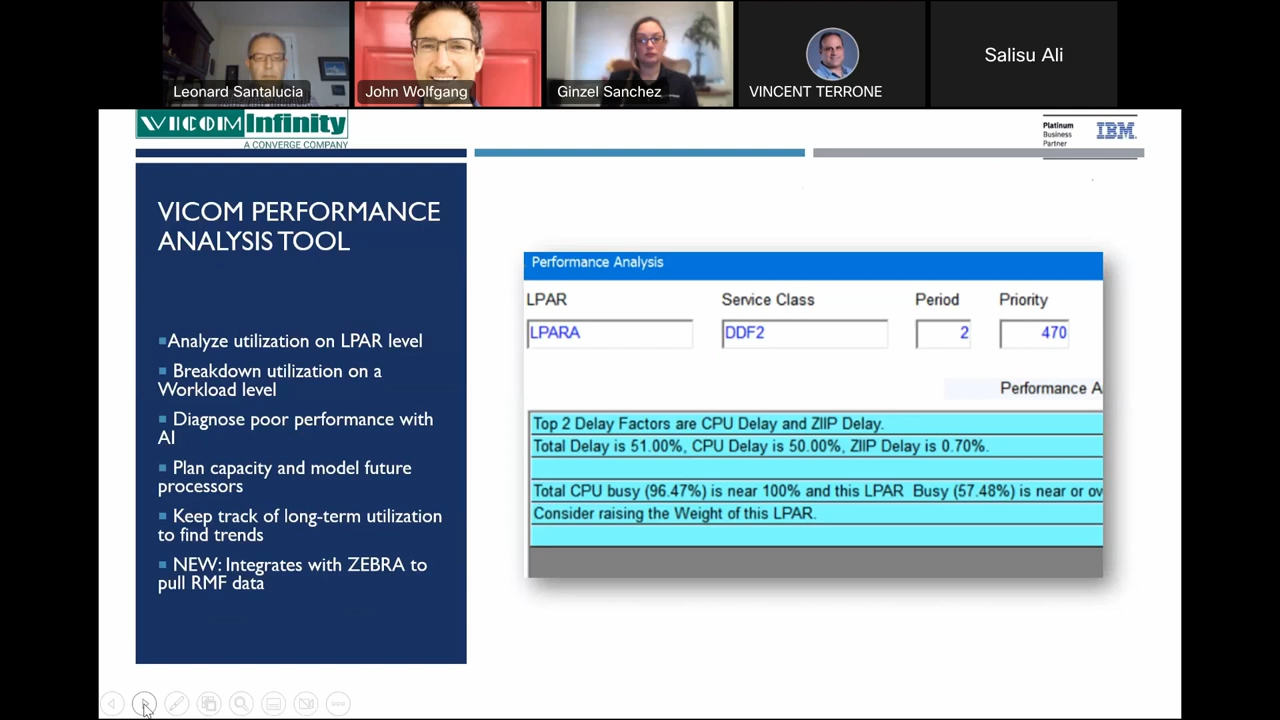 Leonard Santalucia
John Wolfgang
Ginzel Sanchez
VINCENT TERRONE
Salisu Ali
VICOM Infinity
A CONVERGE COMPANY
Platinum
Business
Partner
IBM.
VICOM PERFORMANCE
ANALYSIS TOOL
Analyze utilization on LPAR level
Breakdown utilization on a
Workload level
Diagnose poor performance with
AI
Plan capacity and model future
processors
Keep track of long-term utilization
to find trends
NEW: Integrates with ZEBRA to
pull RMF data
Performance Analysis
LPAR Service Class Period Priority
LPARA DDF2 2 470
Performance A
Top 2 Delay Factors are CPU Delay and ZIIP Delay.
Total Delay is 51.00%, CPU Delay is 50.00%, ZIIP Delay is 0.70%.
Total CPU busy (96.47%) is near 100% and this LPAR Busy (57.48%) is near or ov
Consider raising the Weight of this LPAR.